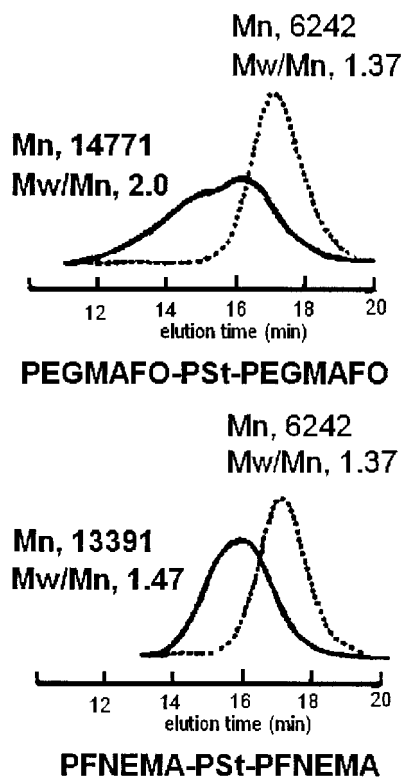 Mn, 6242
Mw/Mn, 1.37
Mn, 14771
Mw/Mn, 2.0
12 14 16 18 20
elution time (min)
PEGMAFO-PSt-PEGMAFO
Mn, 6242
Mw/Mn, 1.37
Mn, 13391
Mw/Mn, 1.47
12 14 16 18 20
elution time (min)
PFNEMA-PSt-PFNEMA